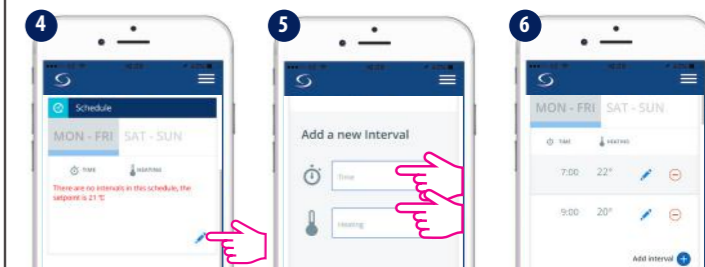 4
Schedule
MON - FRI SAT - SUN
TIME HEATING
There are no intervals in this schedule, the
setpoint is 21 °C
5
Add a new Interval
Time
Heating
6
MON - FRI SAT - SUN
TIME HEATING
7:00 22°
9:00 20°
Add interval